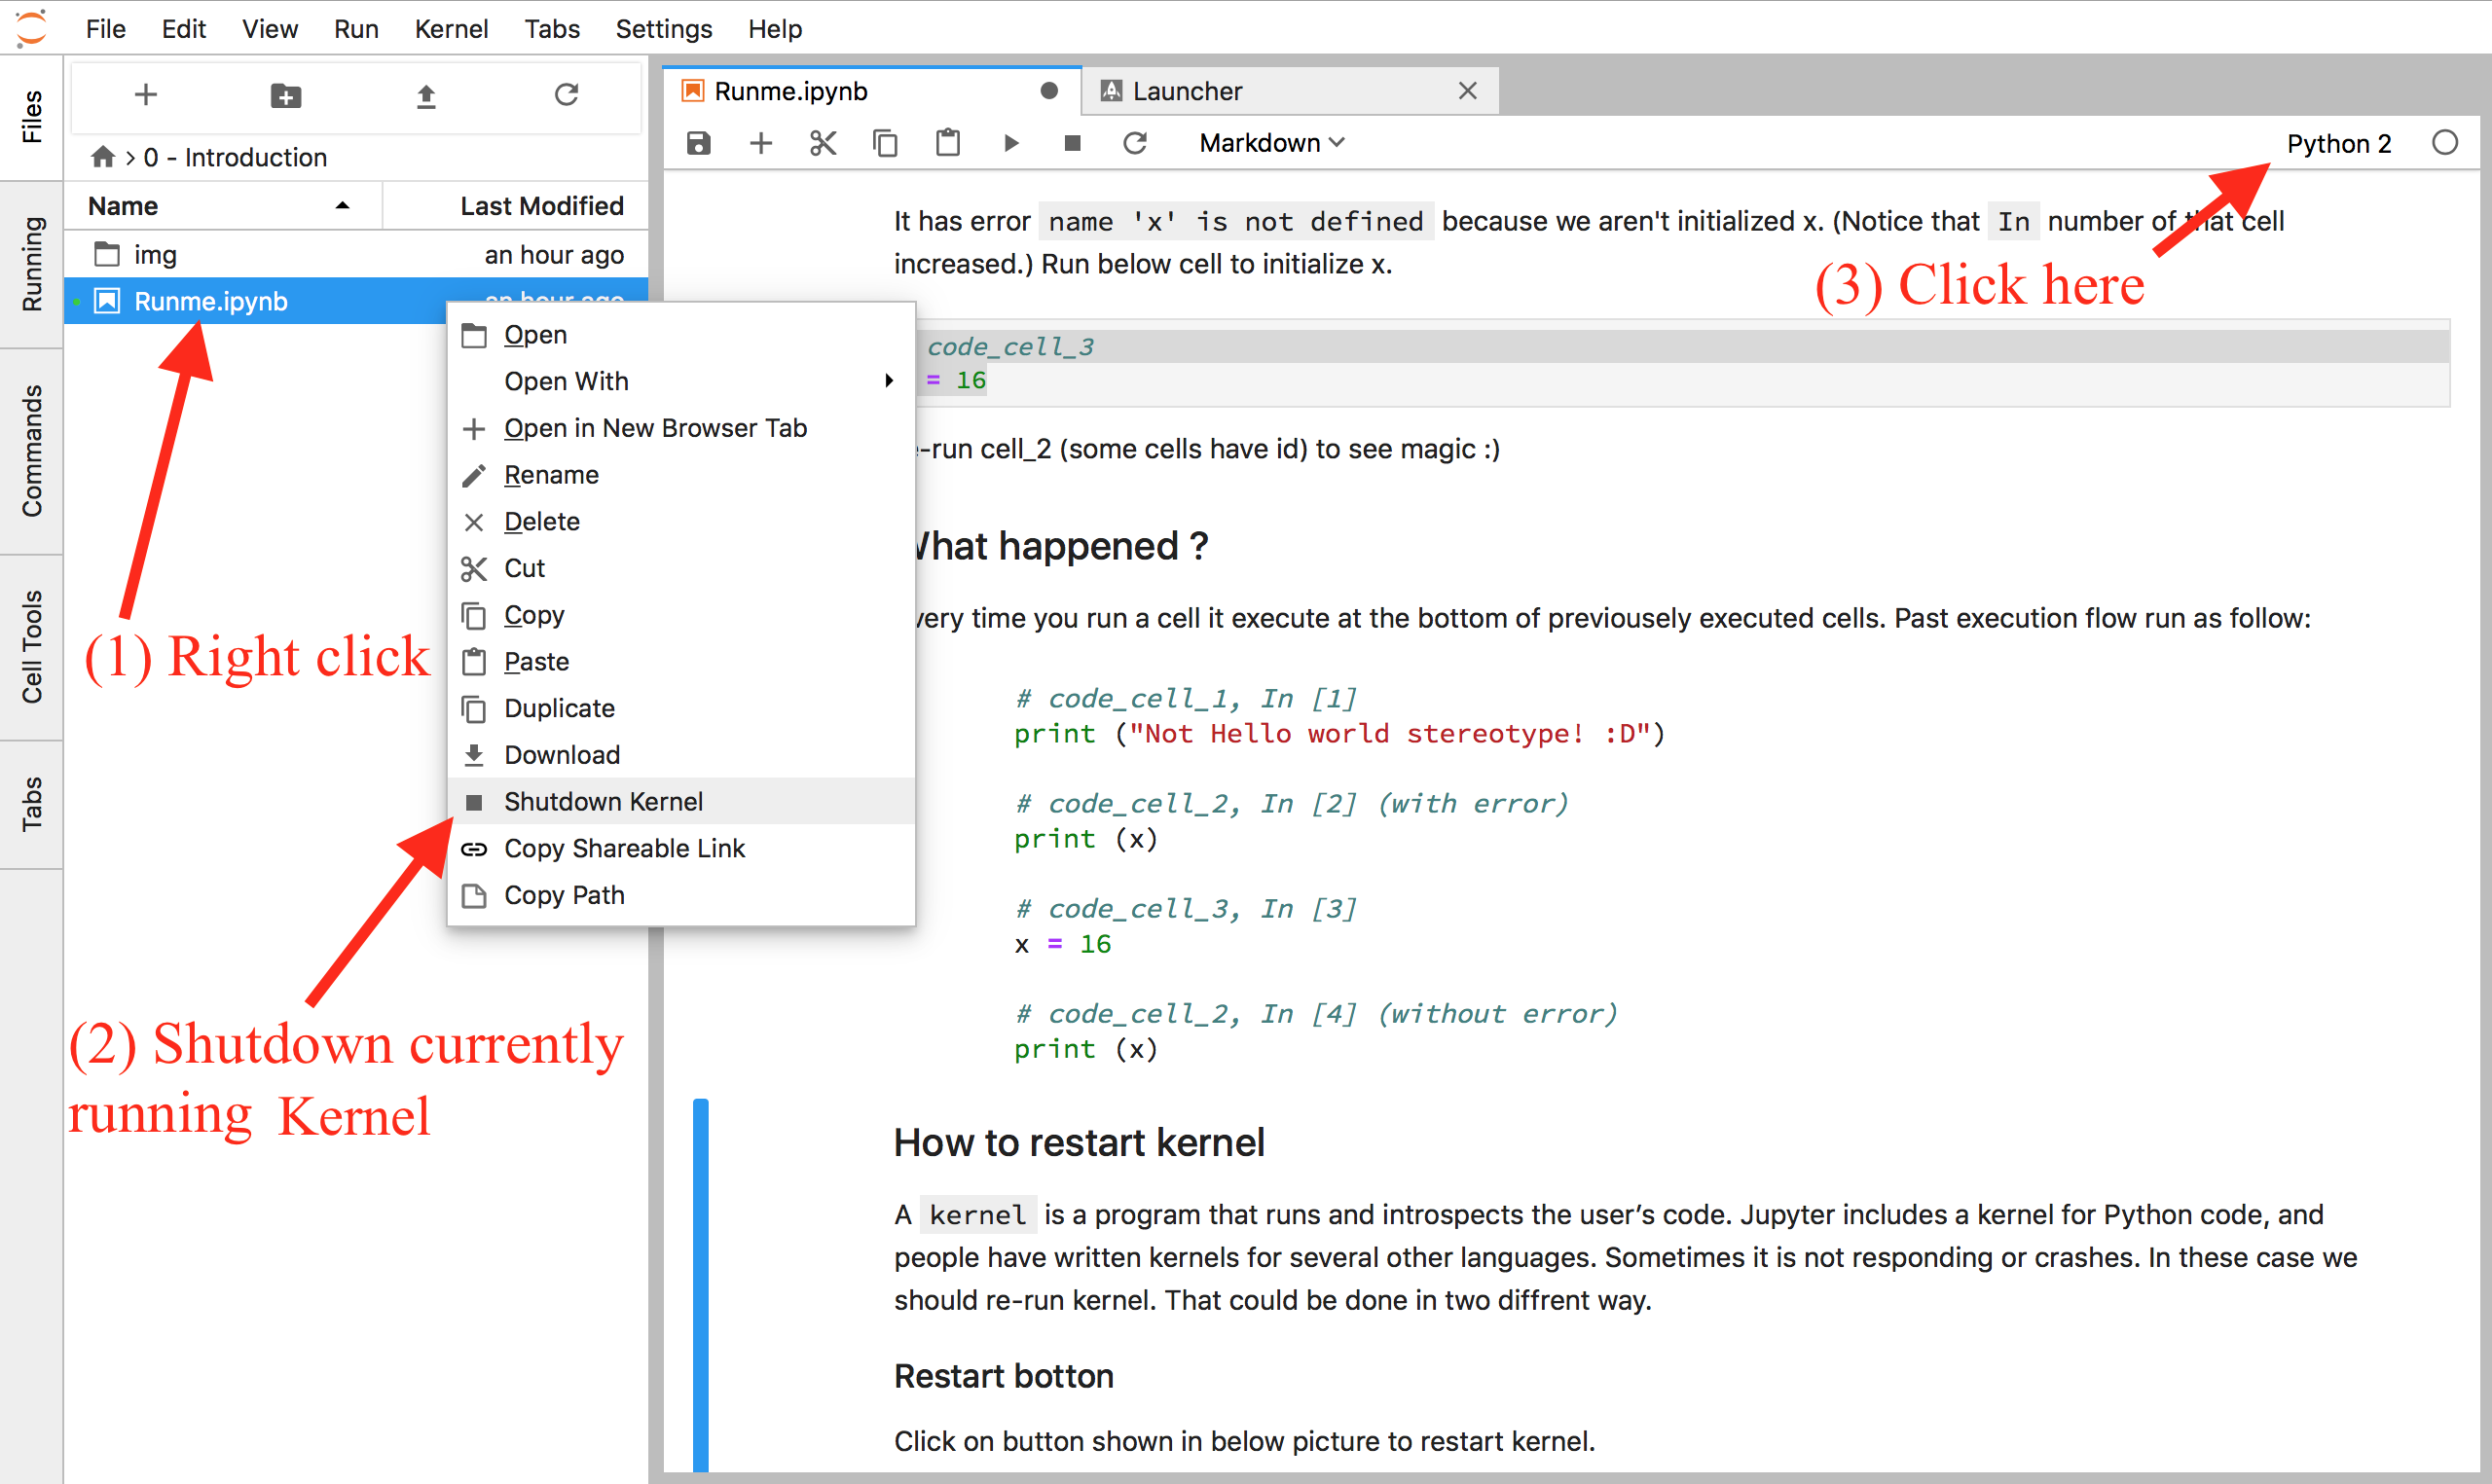 File Edit View Run Kernel Tabs Settings Help
Files
Running
Commands
Cell Tools
Tabs
0 - Introduction
Name Last Modified
img an hour ago
Runme.ipynb an hour ago
Open
Open With
Open in New Browser Tab
Rename
Delete
Cut
Copy
Paste
Duplicate
Download
Shutdown Kernel
Copy Shareable Link
Copy Path
(1) Right click
(2) Shutdown currently
running Kernel
Runme.ipynb Launcher
Markdown Python 2
(3) Click here
It has error name 'x' is not defined because we aren't initialized x. (Notice that In number of that cell
increased.) Run below cell to initialize x.
code_cell_3
= 16
-run cell_2 (some cells have id) to see magic :)
What happened ?
very time you run a cell it execute at the bottom of previousely executed cells. Past execution flow run as follow:
# code_cell_1, In [1]
print ("Not Hello world stereotype! :D")
# code_cell_2, In [2] (with error)
print (x)
# code_cell_3, In [3]
x = 16
# code_cell_2, In [4] (without error)
print (x)
How to restart kernel
A kernel is a program that runs and introspects the user’s code. Jupyter includes a kernel for Python code, and
people have written kernels for several other languages. Sometimes it is not responding or crashes. In these case we
should re-run kernel. That could be done in two diffrent way.
Restart botton
Click on button shown in below picture to restart kernel.